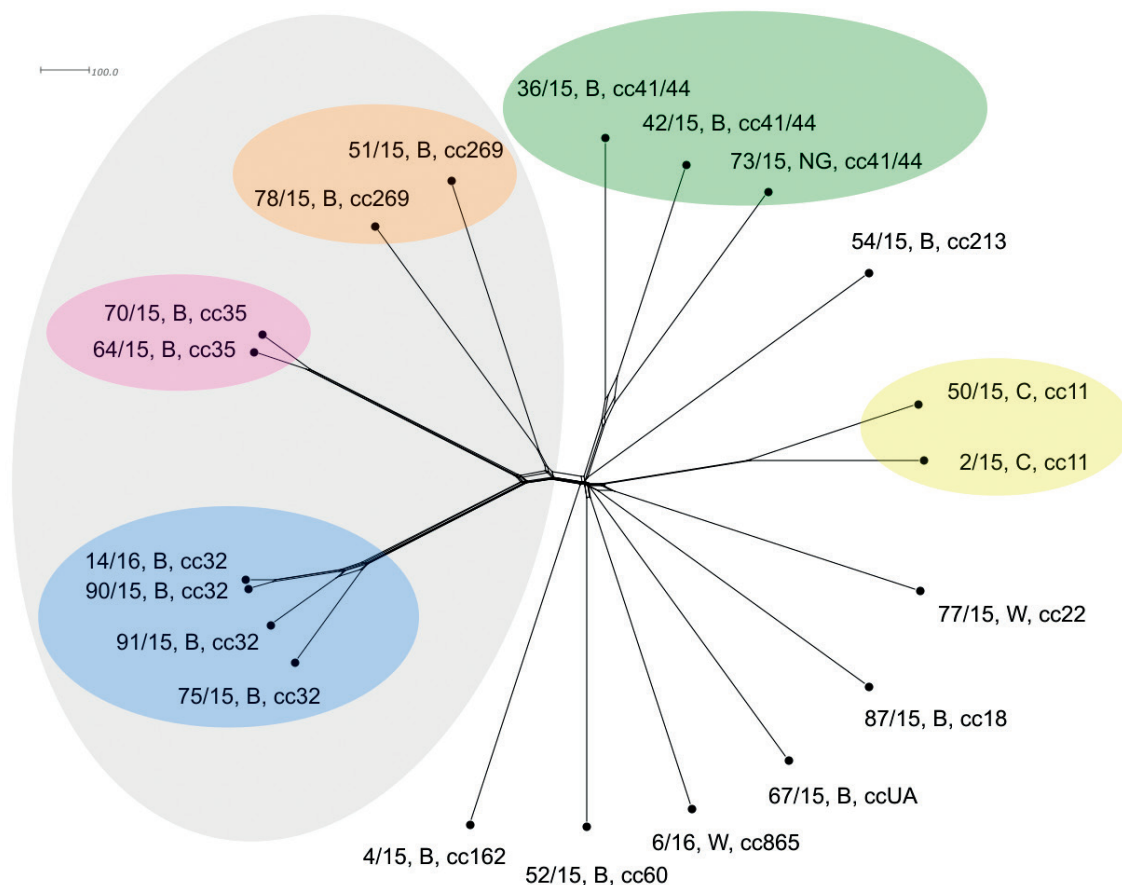 100.0
36/15, B, cc41/44
42/15, B, cc41/44
73/15, NG, cc41/44
51/15, B, cc269
78/15, B, cc269
54/15, B, cc213
70/15, B, cc35
64/15, B, cc35
50/15, C, cc11
2/15, C, cc11
14/16, B, cc32
90/15, B, cc32
91/15, B, cc32
75/15, B, cc32
77/15, W, cc22
87/15, B, cc18
67/15, B, ccUA
6/16, W, cc865
4/15, B, cc162
52/15, B, cc60